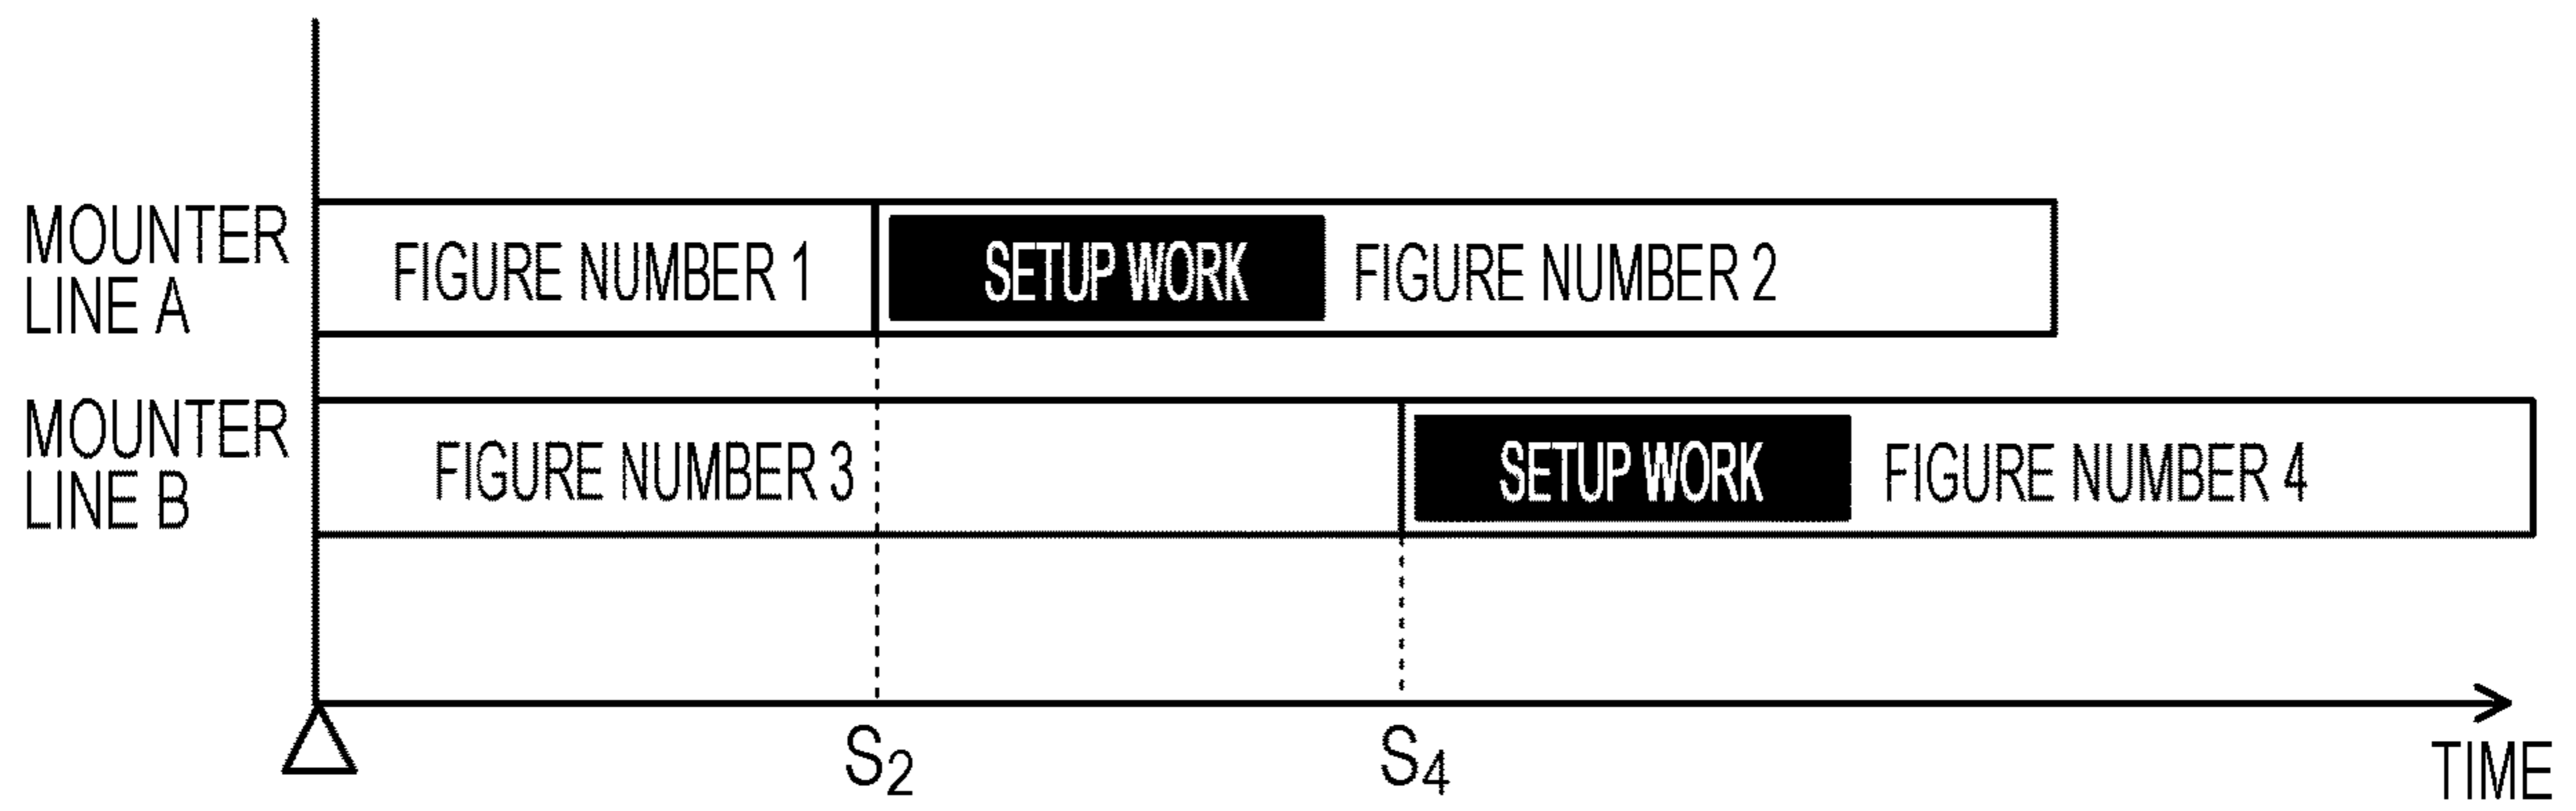 MOUNTER
LINE A
FIGURE NUMBER 1
SETUP WORK
FIGURE NUMBER 2
MOUNTER
LINE B
FIGURE NUMBER 3
SETUP WORK
FIGURE NUMBER 4
S2
S4
TIME